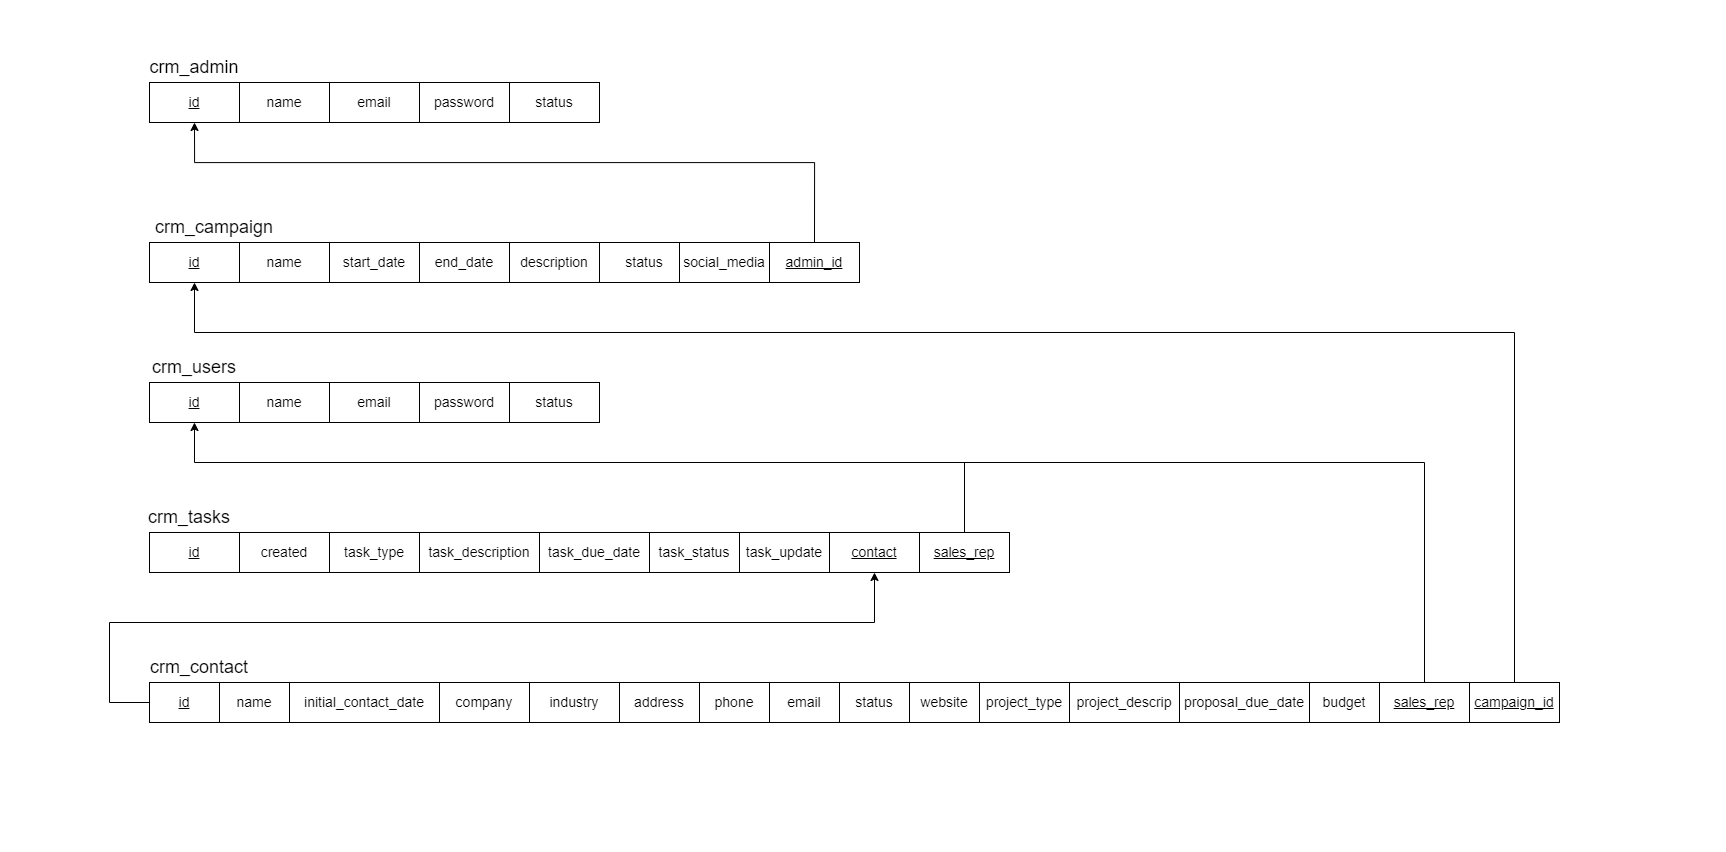 crm_admin
id name email password status
crm_campaign
id name start_date end_date description status social_media admin_id
crm_users
id name email password status
crm_tasks
id created task_type task_description task_due_date task_status task_update contact sales_rep
crm_contact
id name initial_contact_date company industry address phone email status website project_type project_descrip proposal_due_date budget sales_rep campaign_id